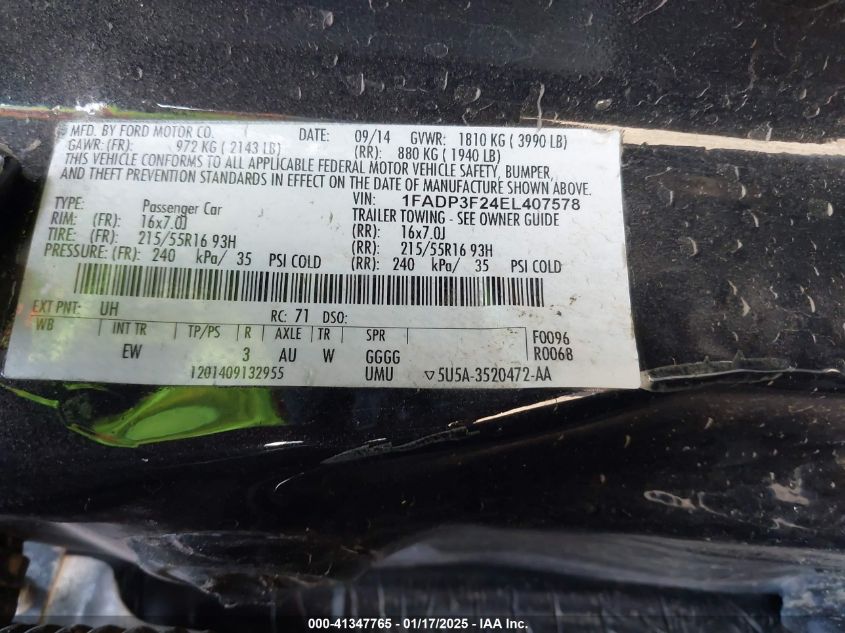 MFD. BY FORD MOTOR CO. DATE: 09/14 GVWR: 1810 KG ( 3990 LB)
GAWR: (FR): 972 KG ( 2143 LB) (RR): 880 KG ( 1940 LB)
THIS VEHICLE CONFORMS TO ALL APPLICABLE FEDERAL MOTOR VEHICLE SAFETY, BUMPER,
AND THEFT PREVENTION STANDARDS IN EFFECT ON THE DATE OF MANUFACTURE SHOWN ABOVE.
VIN: 1FADP3F24EL407578
TYPE: Passenger Car TRAILER TOWING - SEE OWNER GUIDE
RIM: (FR): 16x7.0J (RR): 16x7.0J
TIRE: (FR): 215/55R16 93H (RR): 215/55R16 93H
PRESSURE: (FR): 240 kPa/ 35 PSI COLD (RR): 240 kPa/ 35 PSI COLD
EXT PNT: UH RC: 71 DSO:
WB INT TR TP/PS R AXLE TR SPR F0096
EW 3 AU W GGGG R0068
1201409132955 UMU ▽5U5A-3520472-AA
000-41347765 - 01/17/2025 - IAAI.COM